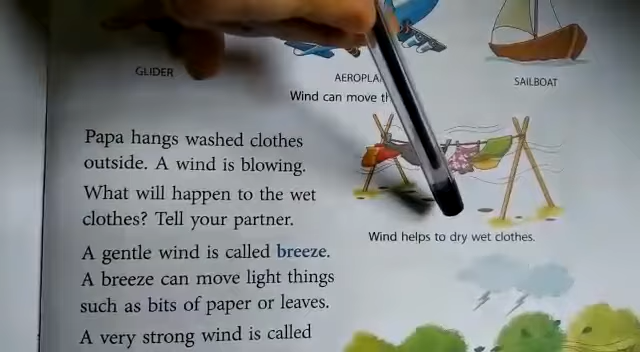 GLIDER
AEROPLA
SAILBOAT
Wind can move th
Papa hangs washed clothes
outside. A wind is blowing.
What will happen to the wet
clothes? Tell your partner.
Wind helps to dry wet clothes.
A gentle wind is called breeze.
A breeze can move light things
such as bits of paper or leaves.
A very strong wind is called